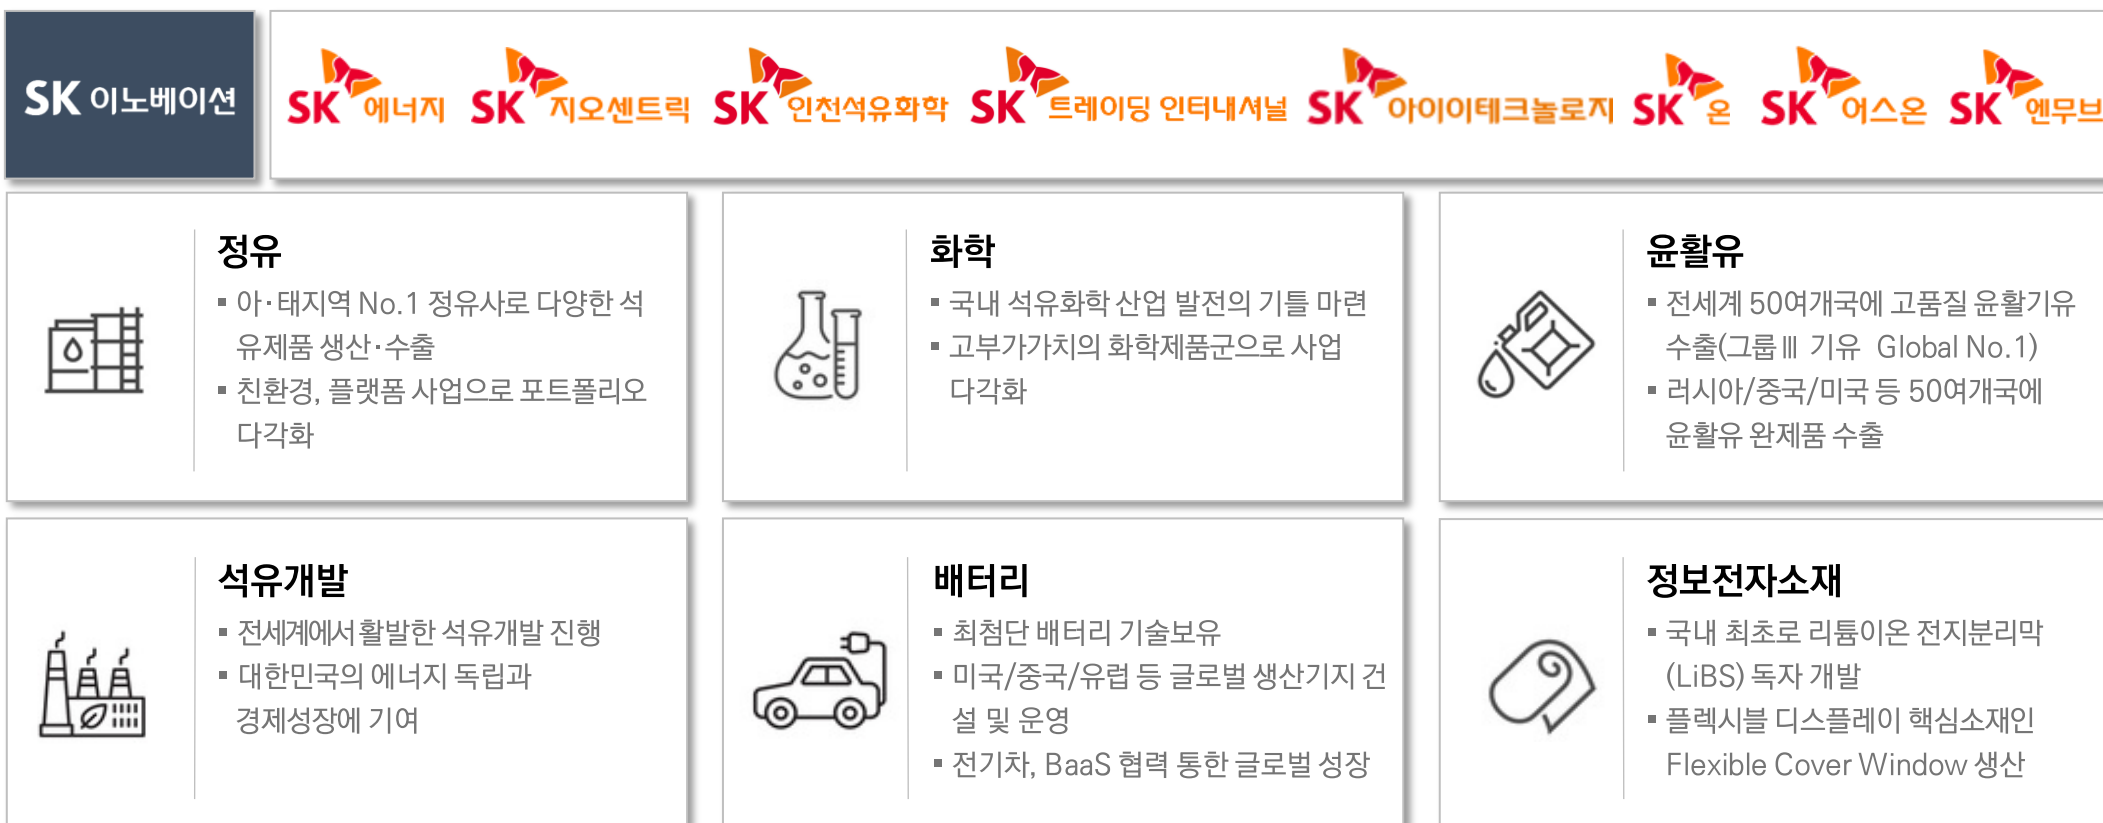 SK 이노베이션
SK 에너지 SK 지오센트릭 SK 인천석유화학 SK 트레이딩 인터내셔널 SK 아이이테크놀로지 SK 온 SK 어스온 SK 엔무브
정유
▪ 아·태지역 No.1 정유사로 다양한 석
유제품 생산·수출
▪ 친환경, 플랫폼 사업으로 포트폴리오
다각화
화학
▪ 국내 석유화학 산업 발전의 기틀 마련
▪ 고부가가치의 화학제품군으로 사업
다각화
윤활유
▪ 전세계 50여개국에 고품질 윤활기유
수출(그룹Ⅲ 기유 Global No.1)
▪ 러시아/중국/미국 등 50여개국에
윤활유 완제품 수출
석유개발
▪ 전세계에서 활발한 석유개발 진행
▪ 대한민국의 에너지 독립과
경제성장에 기여
배터리
▪ 최첨단 배터리 기술보유
▪ 미국/중국/유럽 등 글로벌 생산기지 건
설 및 운영
▪ 전기차, BaaS 협력 통한 글로벌 성장
정보전자소재
▪ 국내 최초로 리튬이온 전지분리막
(LiBS) 독자 개발
▪ 플렉시블 디스플레이 핵심소재인
Flexible Cover Window 생산